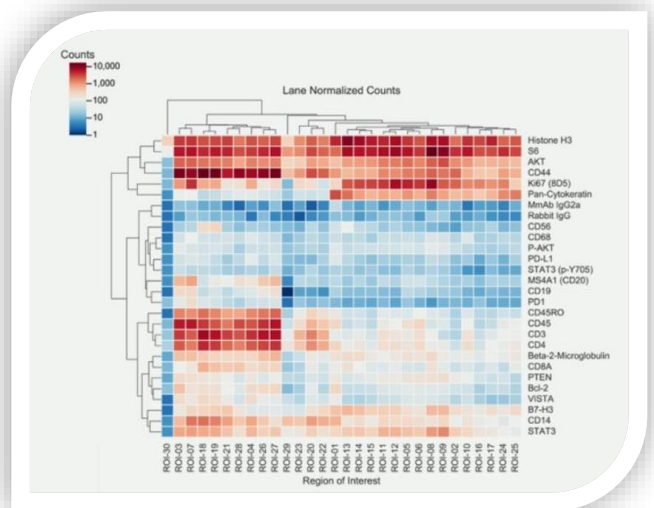 Counts
10,000
1,000
100
10
1
Lane Normalized Counts
Histone H3
S6
AKT
CD44
Ki67 (8D5)
Pan-Cytokeratin
MmAb IgG2a
Rabbit IgG
CD56
CD68
P-AKT
PD-L1
STAT3 (p-Y705)
MS4A1 (CD20)
CD19
PD1
CD45RO
CD45
CD3
CD4
Beta-2-Microglobulin
CD8A
PTEN
Bcl-2
VISTA
B7-H3
CD14
STAT3
ROI-30
ROI-03
ROI-07
ROI-18
ROI-19
ROI-21
ROI-28
ROI-04
ROI-26
ROI-27
ROI-29
ROI-23
ROI-20
ROI-22
ROI-01
ROI-13
ROI-14
ROI-15
ROI-11
ROI-12
ROI-05
ROI-06
ROI-08
ROI-09
ROI-02
ROI-10
ROI-16
ROI-17
ROI-24
ROI-25
Region of Interest